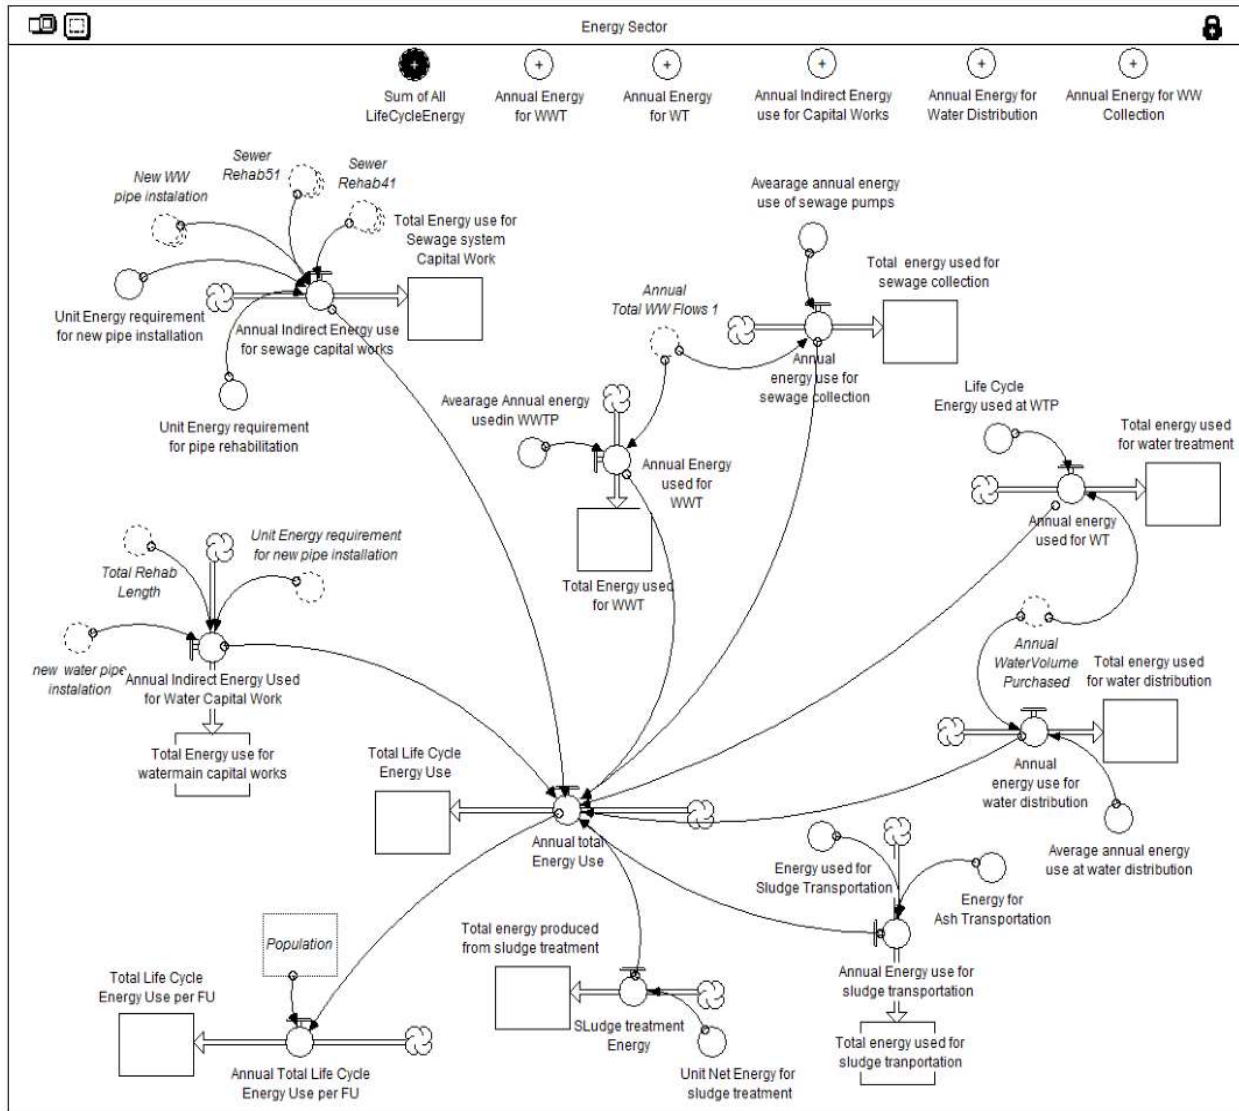 Energy Sector
Sum of All
LifeCycleEnergy
Annual Energy
for WWT
Annual Energy
for WT
Annual Indirect Energy
use for Capital Works
Annual Energy for
Water Distribution
Annual Energy for WW
Collection
New WW
pipe instalation
Sewer
Rehab51
Sewer
Rehab41
Total Energy use for
Sewage system
Capital Work
Unit Energy requirement
for new pipe installation
Annual Indirect Energy use
for sewage capital works
Unit Energy requirement
for pipe rehabilitation
Avearage annual energy
use of sewage pumps
Total energy used for
sewage collection
Annual
Total WW Flows 1
Annual
energy use for
sewage collection
Avearage Annual energy
usedin WWTP
Annual Energy
used for
WWT
Total Energy used
for WWT
Life Cycle
Energy used at WTP
Total energy used
for water treatment
Annual energy
used for WT
Total Rehab
Length
Unit Energy requirement
for new pipe installation
new water pipe
instalation
Annual Indirect Energy Used
for Water Capital Work
Total Energy use for
watermain capital works
Annual
WaterVolume
Purchased
Total energy used
for water distribution
Annual
energy use for
water distribution
Average annual energy
use at water distribution
Total Life Cycle
Energy Use
Annual total
Energy Use
Energy used for
Sludge Transportation
Energy for
Ash Transportation
Annual Energy use for
sludge transportation
Total energy used for
sludge tranportation
Population
Total Life Cycle
Energy Use per FU
Annual Total Life Cycle
Energy Use per FU
Total energy produced
from sludge treatment
SLudge treatment
Energy
Unit Net Energy for
sludge treatment